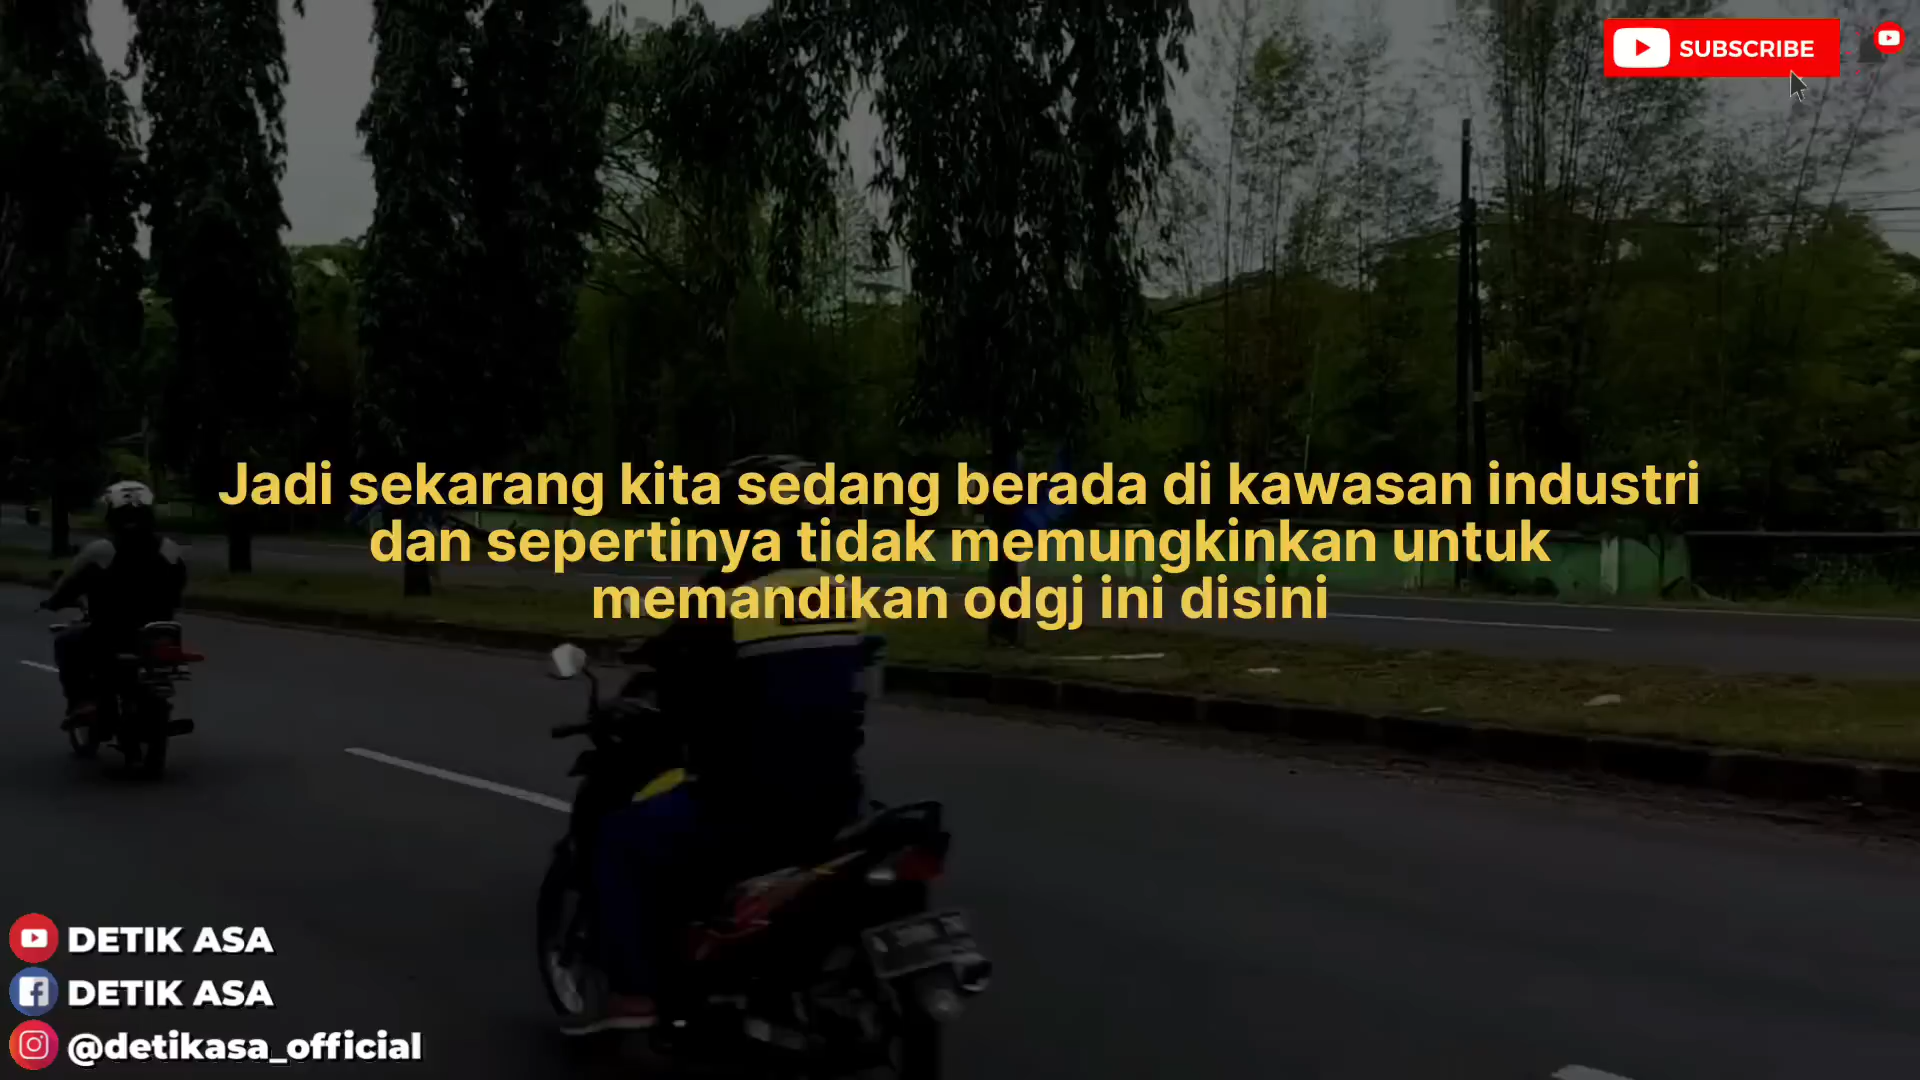 SUBSCRIBE
Jadi sekarang kita sedang berada di kawasan industri
dan sepertinya tidak memungkinkan untuk
memandikan odgj ini disini
DETIK ASA
DETIK ASA
@detikasa_official